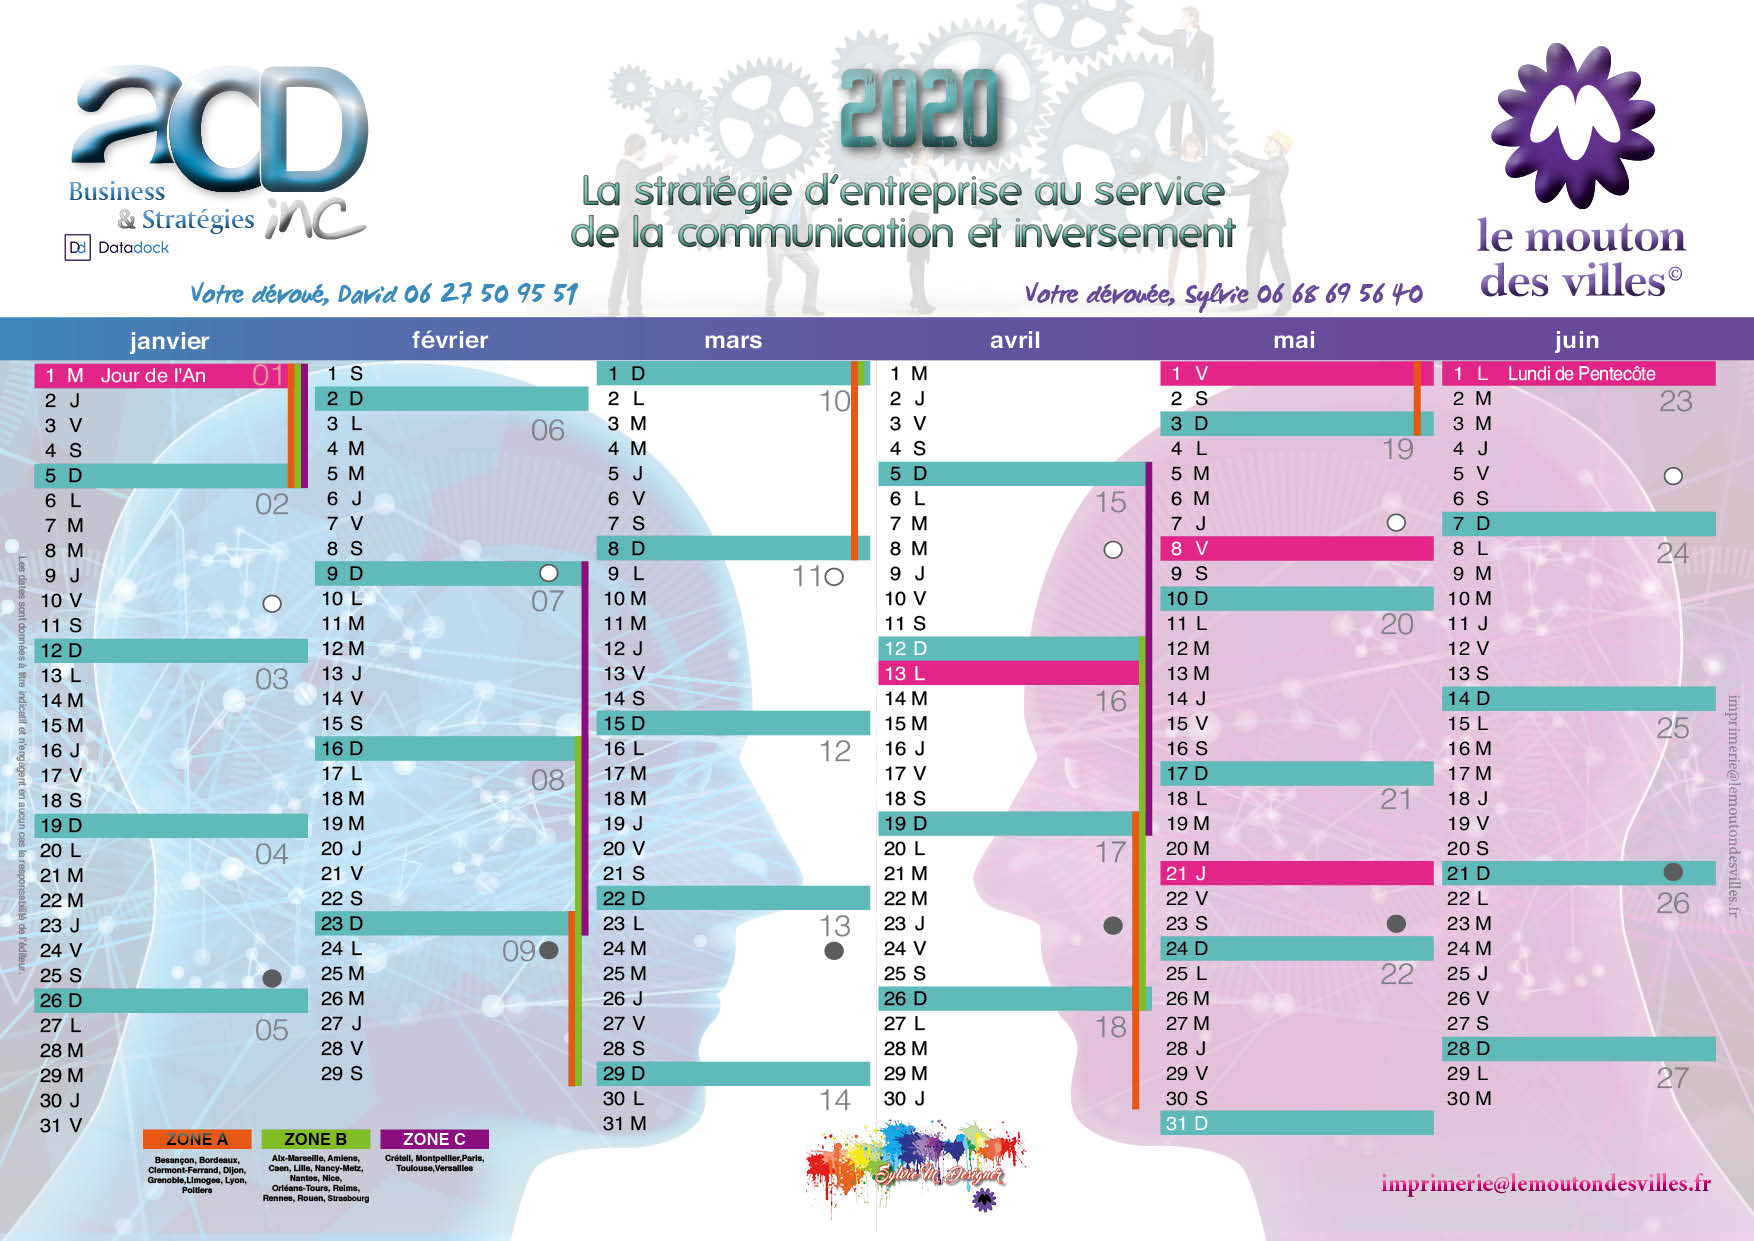 acD
Business
& Stratégies inc
Dd Datadock
2020
La stratégie d'entreprise au service
de la communication et inversement
le mouton
des villes©
Votre dévoué, David 06 27 50 95 51
Votre dévouée, Sylvie 06 68 69 56 40
janvier
1 M Jour de l'An 01
2 J
3 V
4 S
5 D
6 L 02
7 M
8 M
9 J
10 V
11 S
12 D
13 L 03
14 M
15 M
16 J
17 V
18 S
19 D
20 L 04
21 M
22 M
23 J
24 V
25 S
26 D
27 L 05
28 M
29 M
30 J
31 V
février
1 S
2 D
3 L 06
4 M
5 M
6 J
7 V
8 S
9 D
10 L 07
11 M
12 M
13 J
14 V
15 S
16 D
17 L 08
18 M
19 M
20 J
21 V
22 S
23 D
24 L 09
25 M
26 M
27 J
28 V
29 S
mars
1 D
2 L 10
3 M
4 M
5 J
6 V
7 S
8 D
9 L 11
10 M
11 M
12 J
13 V
14 S
15 D
16 L 12
17 M
18 M
19 J
20 V
21 S
22 D
23 L 13
24 M
25 M
26 J
27 V
28 S
29 D
30 L 14
31 M
avril
1 M
2 J
3 V
4 S
5 D
6 L 15
7 M
8 M
9 J
10 V
11 S
12 D
13 L
14 M 16
15 M
16 J
17 V
18 S
19 D
20 L 17
21 M
22 M
23 J
24 V
25 S
26 D
27 L 18
28 M
29 M
30 J
mai
1 V
2 S
3 D
4 L 19
5 M
6 M
7 J
8 V
9 S
10 D
11 L 20
12 M
13 M
14 J
15 V
16 S
17 D
18 L 21
19 M
20 M
21 J
22 V
23 S
24 D
25 L 22
26 M
27 M
28 J
29 V
30 S
31 D
juin
1 L Lundi de Pentecôte
2 M 23
3 M
4 J
5 V
6 S
7 D
8 L 24
9 M
10 M
11 J
12 V
13 S
14 D
15 L 25
16 M
17 M
18 J
19 V
20 S
21 D
22 L 26
23 M
24 M
25 J
26 V
27 S
28 D
29 L 27
30 M
Les dates sont données à titre indicatif et n'engagent en aucun cas la responsabilité de l'éditeur.
imprimerie@lemoutondesvilles.fr
ZONE A
Besançon, Bordeaux,
Clermont-Ferrand, Dijon,
Grenoble,Limoges, Lyon,
Poitiers
ZONE B
Aix-Marseille, Amiens,
Caen, Lille, Nancy-Metz,
Nantes, Nice,
Orléans-Tours, Reims,
Rennes, Rouen, Strasbourg
ZONE C
Créteil, Montpellier,Paris,
Toulouse,Versailles
Sylvie M. Designer
imprimerie@lemoutondesvilles.fr